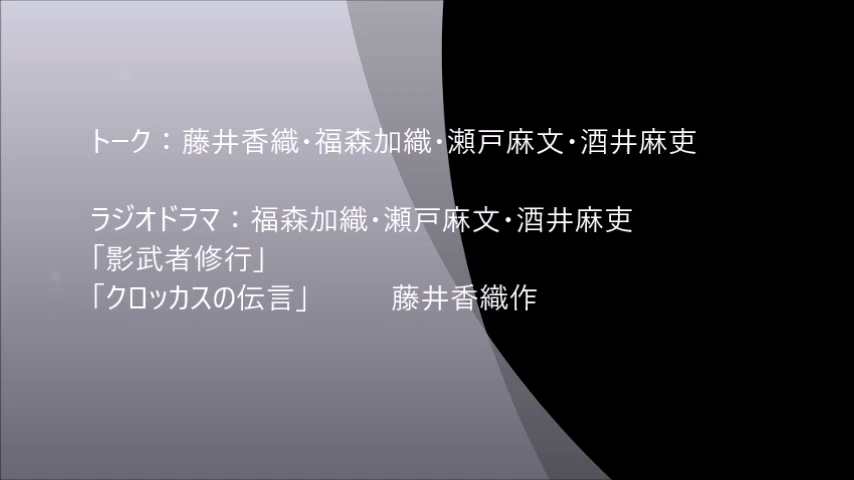 トーク：藤井香織・福森加織・瀬戸麻文・酒井麻吏
ラジオドラマ：福森加織・瀬戸麻文・酒井麻吏
「影武者修行」
「クロッカスの伝言」　　藤井香織作